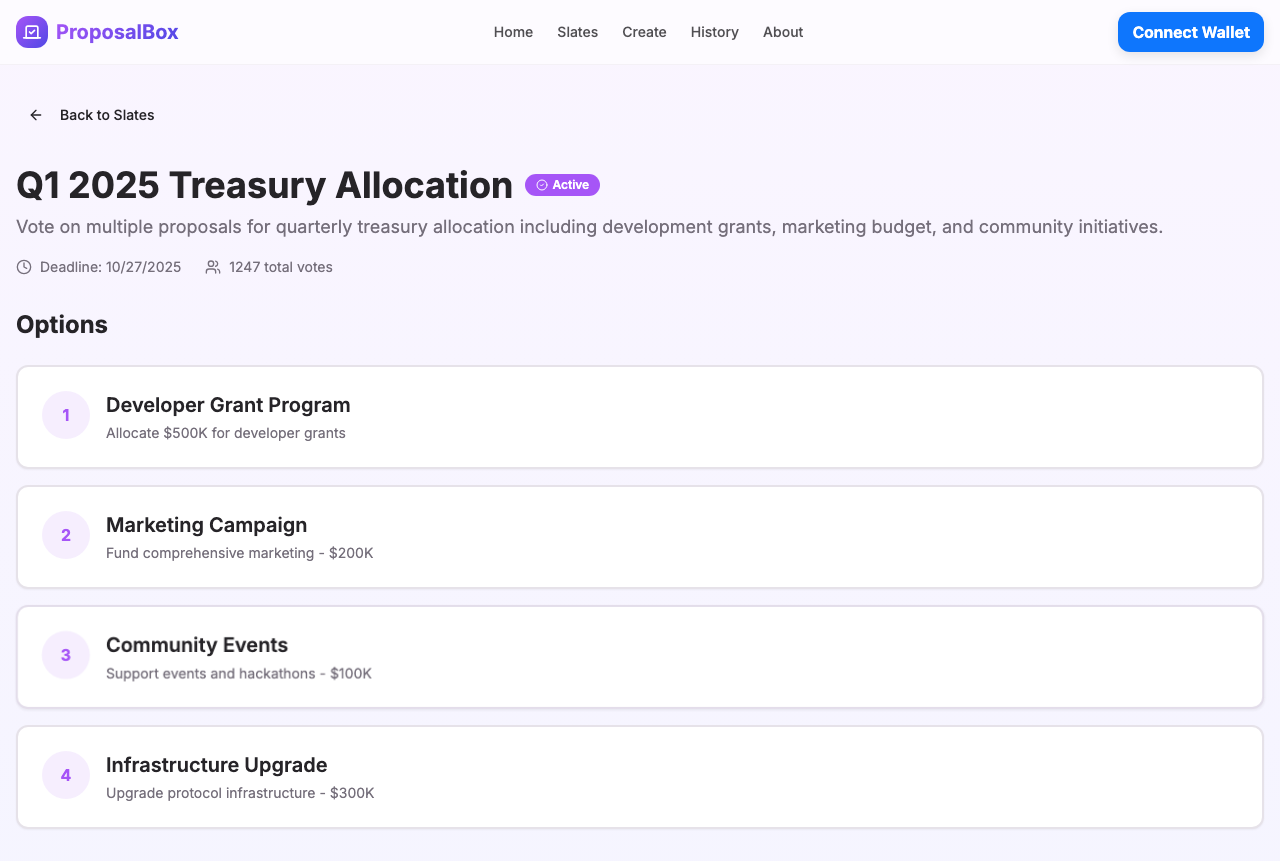 ProposalBox
Home
Slates
Create
History
About
Connect Wallet
Back to Slates
Q1 2025 Treasury Allocation
Active
Vote on multiple proposals for quarterly treasury allocation including development grants, marketing budget, and community initiatives.
Deadline: 10/27/2025
1247 total votes
Options
1
Developer Grant Program
Allocate $500K for developer grants
2
Marketing Campaign
Fund comprehensive marketing - $200K
3
Community Events
Support events and hackathons - $100K
4
Infrastructure Upgrade
Upgrade protocol infrastructure - $300K